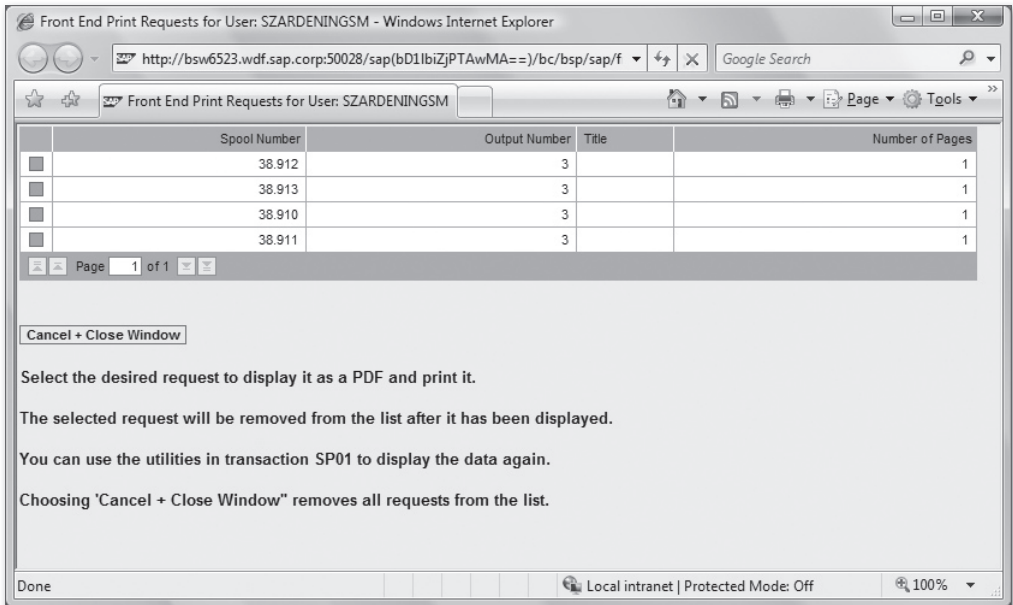 Front End Print Requests for User: SZARDENINGSM - Windows Internet Explorer
http://bsw6523.wdf.sap.corp:50028/sap(bD1lbiZjPTAwMA==)/bc/bsp/sap/f
Google Search
Front End Print Requests for User: SZARDENINGSM
Page Tools
Spool Number Output Number Title Number of Pages
38.912 3 1
38.913 3 1
38.910 3 1
38.911 3 1
Page 1 of 1
Cancel + Close Window
Select the desired request to display it as a PDF and print it.
The selected request will be removed from the list after it has been displayed.
You can use the utilities in transaction SP01 to display the data again.
Choosing 'Cancel + Close Window" removes all requests from the list.
Done Local intranet | Protected Mode: Off 100%